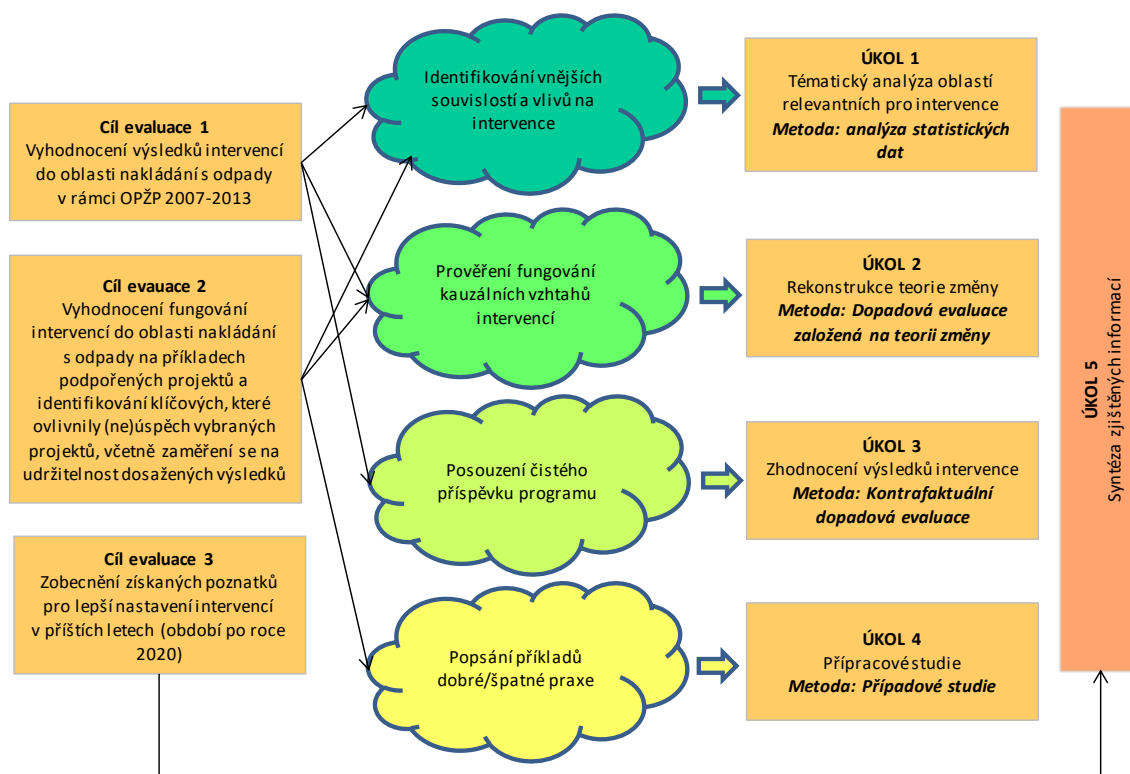 Cíl evaluace 1
Vyhodnocení výsledků intervencí
do oblasti nakládání s odpady
v rámci OPŽP 2007-2013
Cíl evauace 2
Vyhodnocení fungování
intervencí do oblasti nakládání
s odpady na příkladech
podpořených projektů a
identifikování klíčových, které
ovlivnily (ne)úspěch vybraných
projektů, včetně zaměření se na
udržitelnost dosažených výsledků
Cíl evaluace 3
Zobecnění získaných poznatků
pro lepší nastavení intervencí
v příštích letech (období po roce
2020)
Identifikování vnějších
souvislostí a vlivů na
intervence
Prověření fungování
kauzálních vzhtahů
intervencí
Posouzení čistého
příspěvku programu
Popsání příkladů
dobré/špatné praxe
ÚKOL 1
Tématický analýza oblastí
relevantních pro intervence
Metoda: analýza statistických
dat
ÚKOL 2
Rekonstrukce teorie změny
Metoda: Dopadová evaluace
založená na teorii změny
ÚKOL 3
Zhodnocení výsledků intervence
Metoda: Kontrafaktuální
dopadová evaluace
ÚKOL 4
Přípracové studie
Metoda: Případové studie
ÚKOL 5
Syntéza zjištěných informací